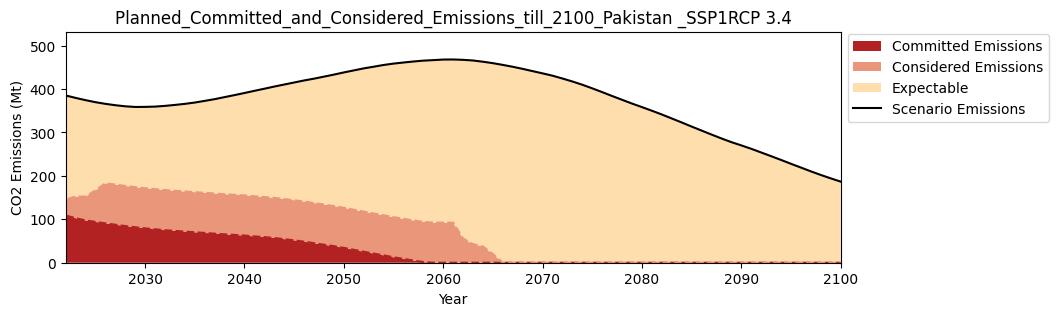 Planned_Committed_and_Considered_Emissions_till_2100_Pakistan _SSP1RCP 3.4
Committed Emissions
Considered Emissions
Expectable
Scenario Emissions
CO2 Emissions (Mt)
500
400
300
200
100
0
2030 2040 2050 2060 2070 2080 2090 2100
Year